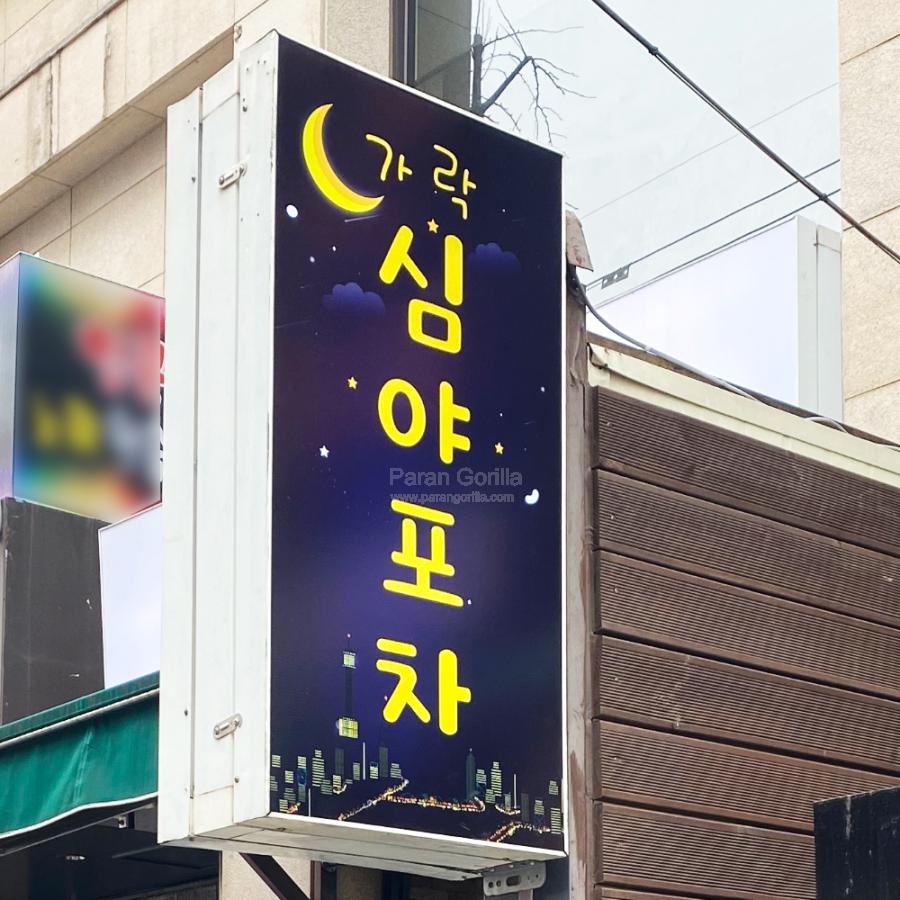 가락
심야포차
Paran Gorilla
www.parangorilla.com